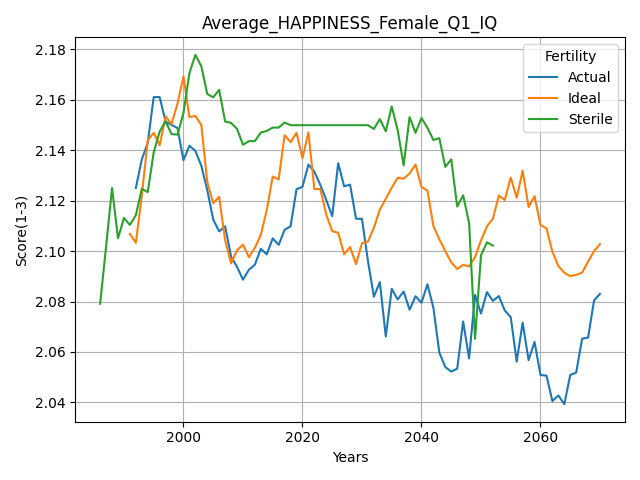 Average_HAPPINESS_Female_Q1_IQ
Fertility
Actual
Ideal
Sterile
Score(1-3)
2.18
2.16
2.14
2.12
2.10
2.08
2.06
2.04
2000
2020
2040
2060
Years